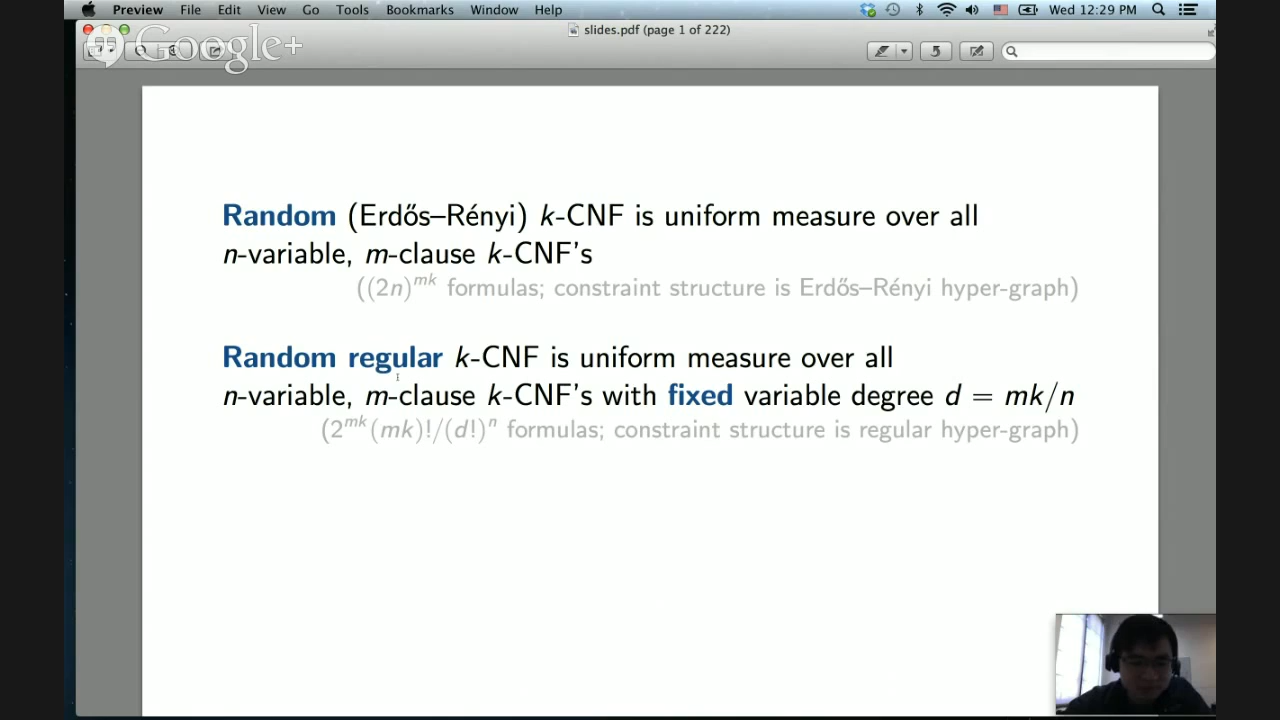 Preview File Edit View Go Tools Bookmarks Window Help Wed 12:29 PM
Google+
slides.pdf (page 1 of 222)
Random (Erdős–Rényi) k-CNF is uniform measure over all
n-variable, m-clause k-CNF's
((2n)^{mk} formulas; constraint structure is Erdős–Rényi hyper-graph)
Random regular k-CNF is uniform measure over all
n-variable, m-clause k-CNF's with fixed variable degree d = mk/n
(2^{mk}(mk)!/(d!)^n formulas; constraint structure is regular hyper-graph)